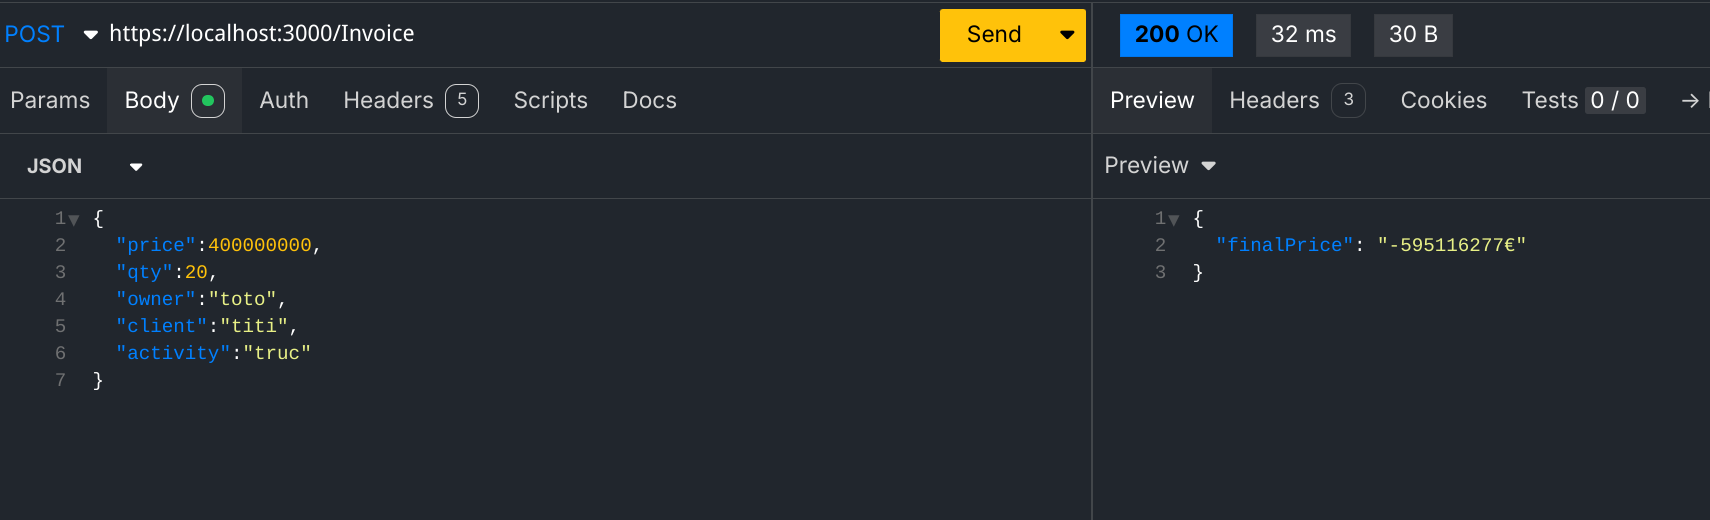 POST https://localhost:3000/Invoice Send 200 OK 32 ms 30 B
Params Body Auth Headers 5 Scripts Docs Preview Headers 3 Cookies Tests 0 / 0 →
JSON Preview
1 {
2 "price":400000000,
3 "qty":20,
4 "owner":"toto",
5 "client":"titi",
6 "activity":"truc"
7 }
1 {
2 "finalPrice": "-595116277€"
3 }